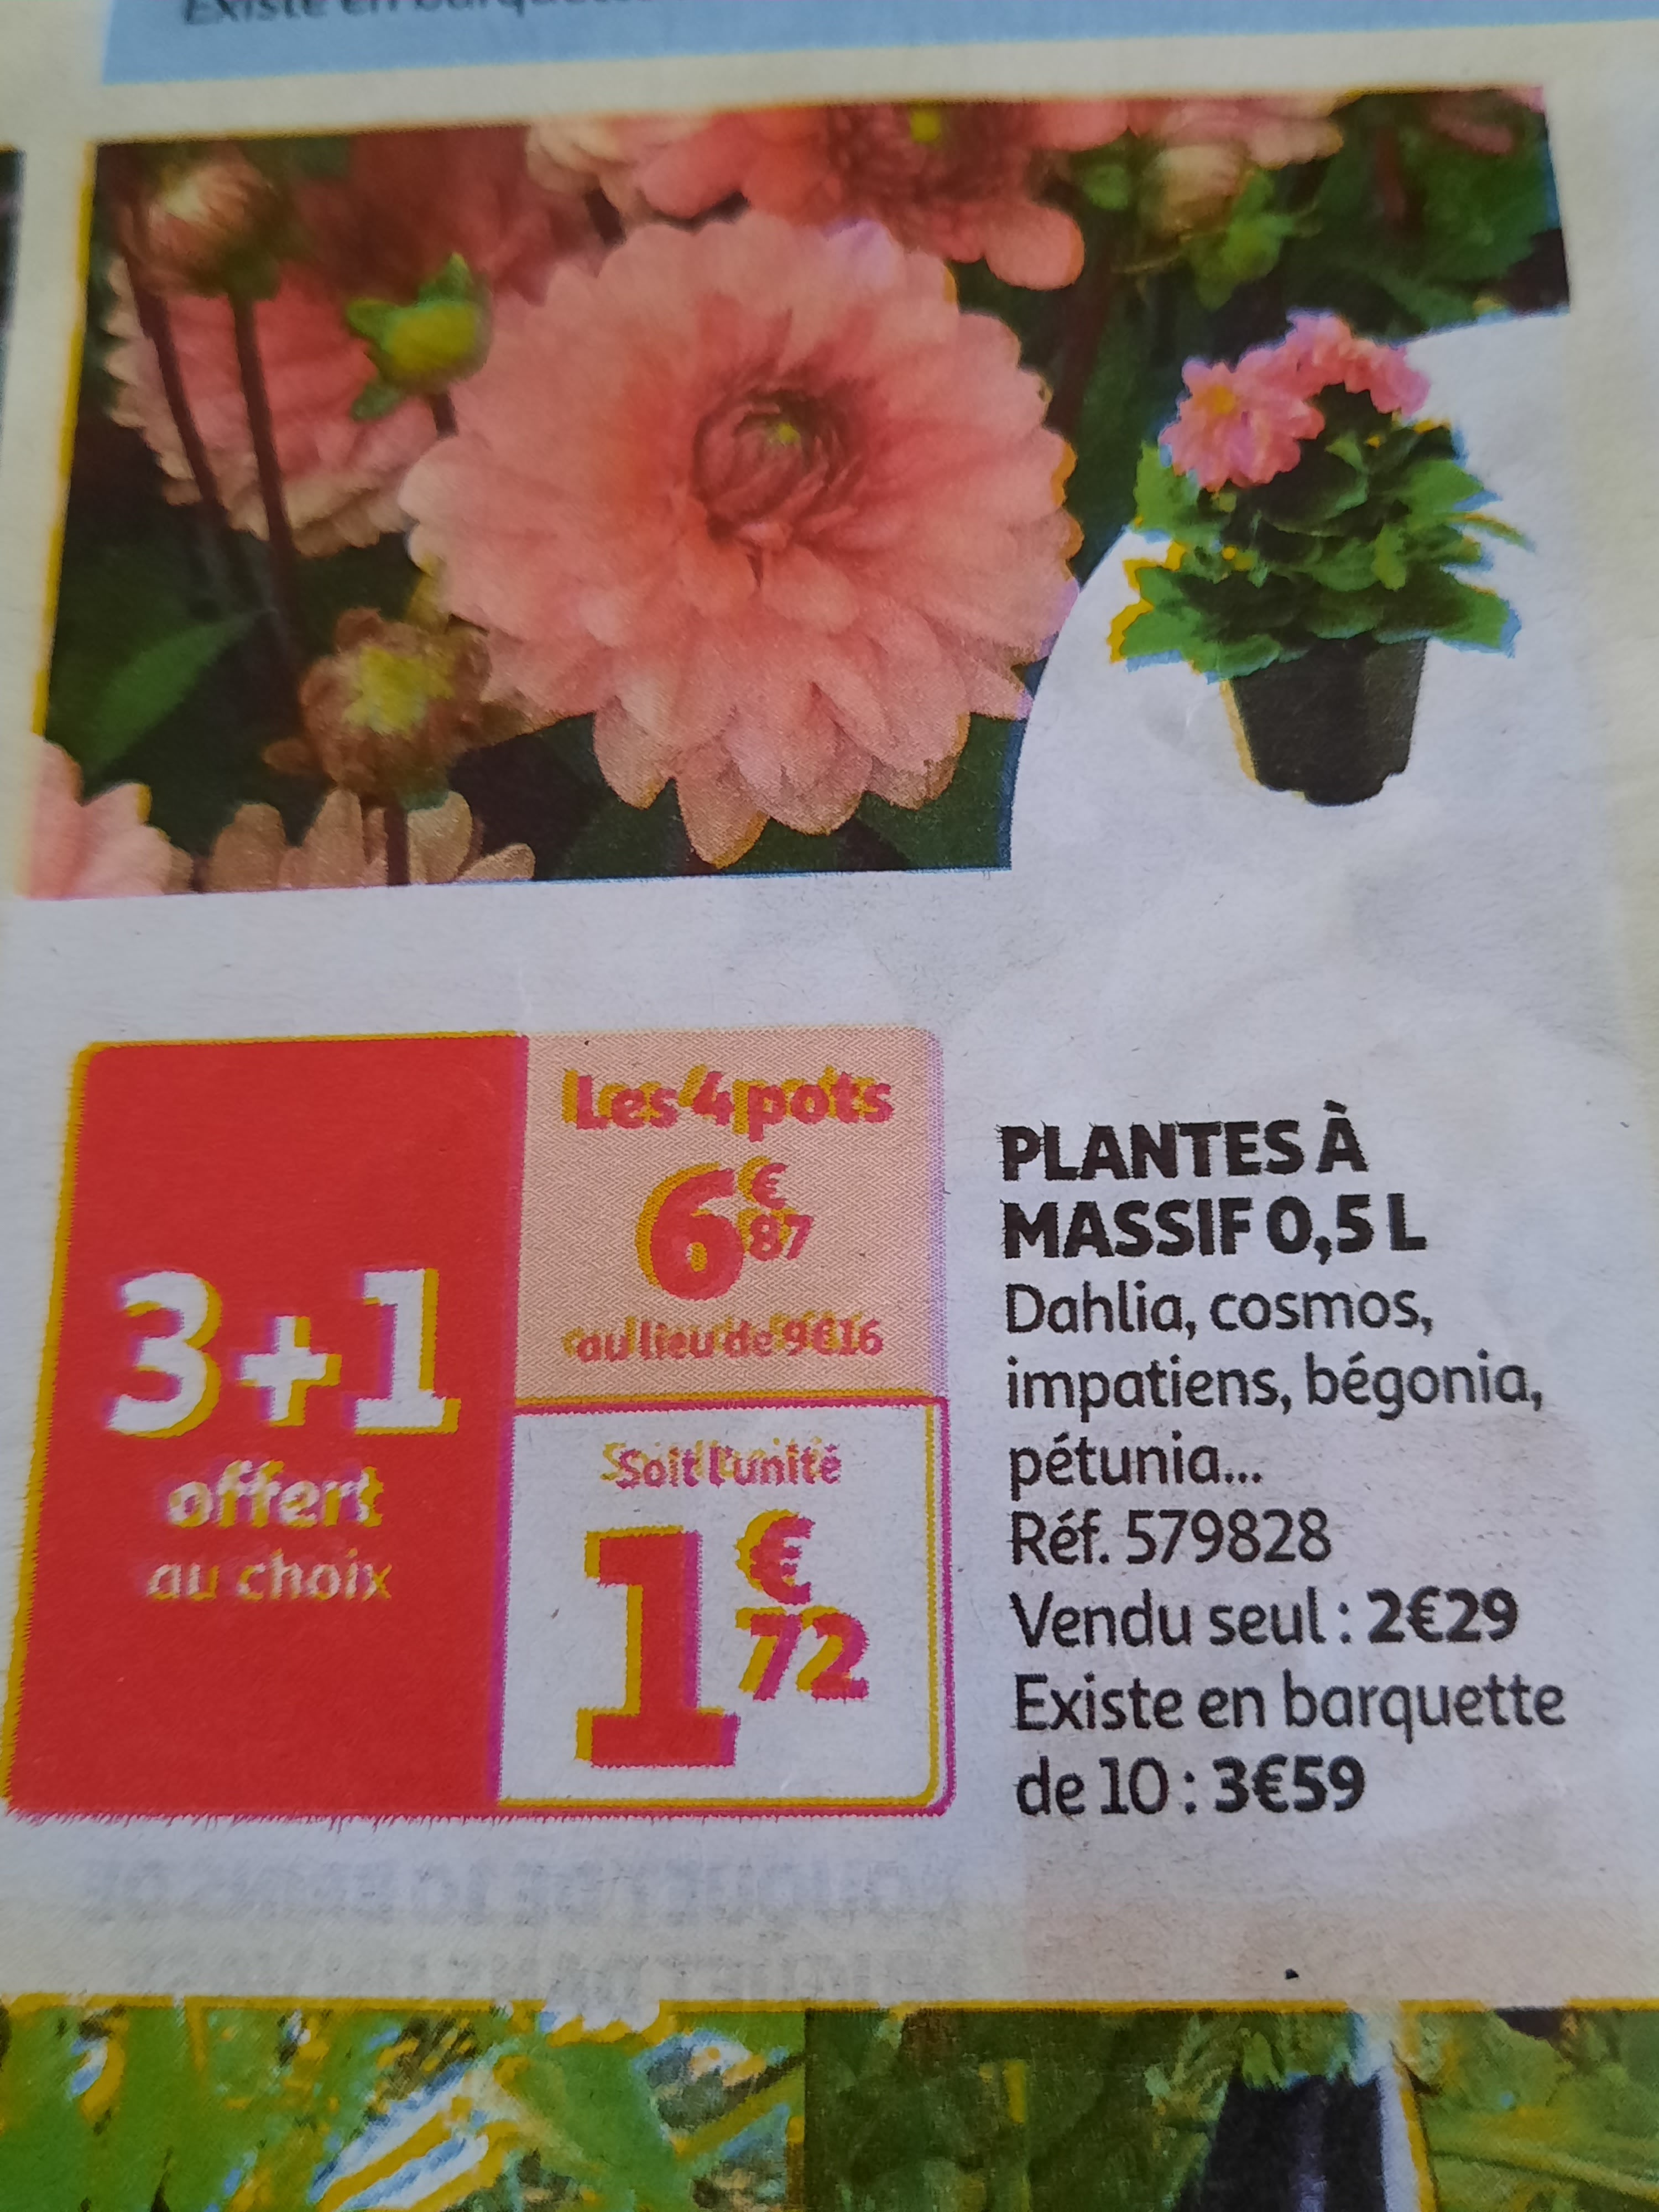 Existe en
3+1
offert
au choix
Les 4 pots
6€87
au lieu de 9€16
Soit l'unité
1€72
PLANTES À
MASSIF 0,5 L
Dahlia, cosmos,
impatiens, bégonia,
pétunia...
Réf. 579828
Vendu seul : 2€29
Existe en barquette
de 10 : 3€59